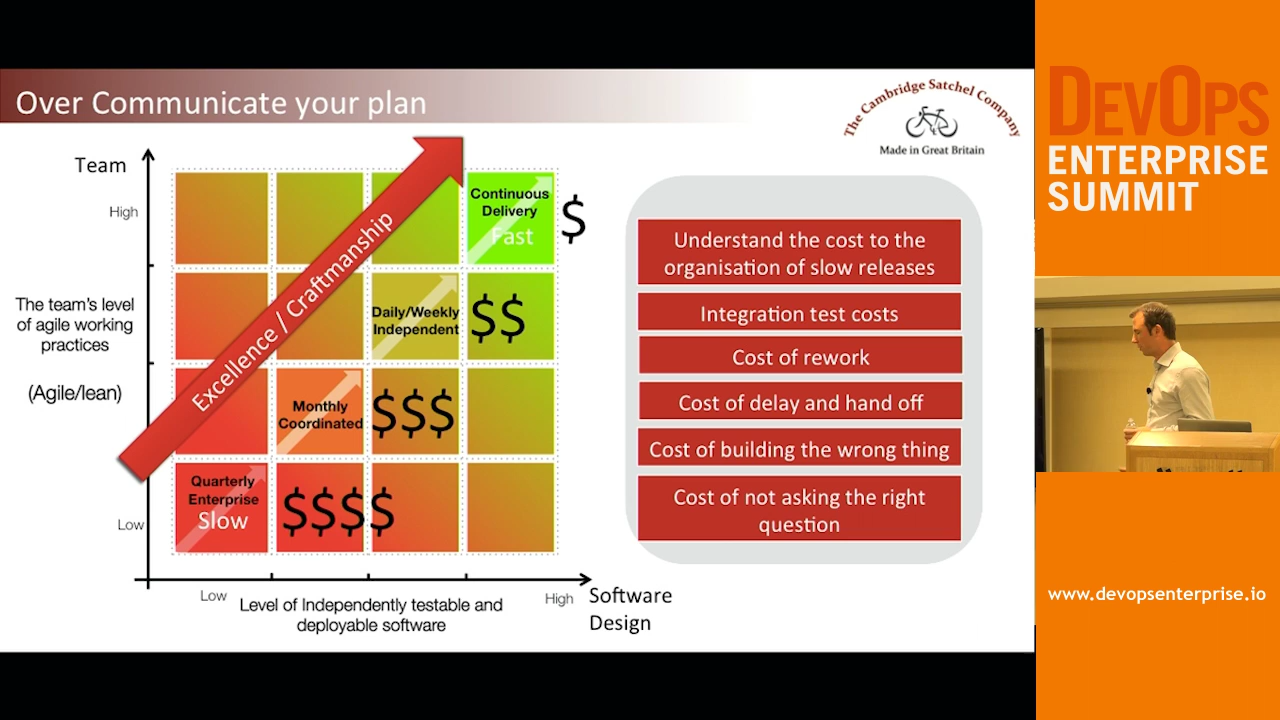 Over Communicate your plan
The Cambridge Satchel Company
Made in Great Britain
Team
High
The team's level
of agile working
practices
(Agile/lean)
Low
Excellence / Craftmanship
Continuous
Delivery
Fast
$
Daily/Weekly
Independent
$$
Monthly
Coordinated
$$$
Quarterly
Enterprise
Slow
$$$$
Low
Level of Independently testable and
deployable software
High
Software
Design
Understand the cost to the
organisation of slow releases
Integration test costs
Cost of rework
Cost of delay and hand off
Cost of building the wrong thing
Cost of not asking the right
question
DEVOPS
ENTERPRISE
SUMMIT
www.devopsenterprise.io